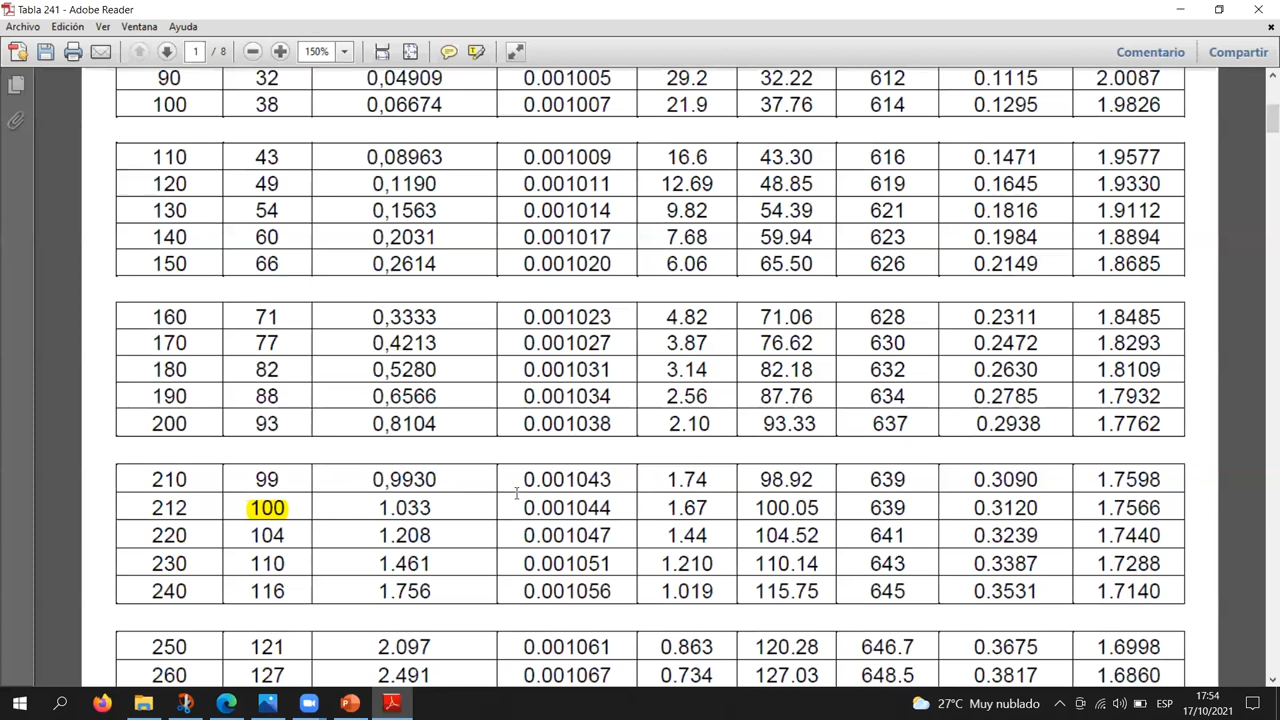 Tabla 241 - Adobe Reader
Archivo Edición Ver Ventana Ayuda
1 / 8 150% Comentario Compartir
90 32 0,04909 0.001005 29.2 32.22 612 0.1115 2.0087
100 38 0,06674 0.001007 21.9 37.76 614 0.1295 1.9826
110 43 0,08963 0.001009 16.6 43.30 616 0.1471 1.9577
120 49 0,1190 0.001011 12.69 48.85 619 0.1645 1.9330
130 54 0,1563 0.001014 9.82 54.39 621 0.1816 1.9112
140 60 0,2031 0.001017 7.68 59.94 623 0.1984 1.8894
150 66 0,2614 0.001020 6.06 65.50 626 0.2149 1.8685
160 71 0,3333 0.001023 4.82 71.06 628 0.2311 1.8485
170 77 0,4213 0.001027 3.87 76.62 630 0.2472 1.8293
180 82 0,5280 0.001031 3.14 82.18 632 0.2630 1.8109
190 88 0,6566 0.001034 2.56 87.76 634 0.2785 1.7932
200 93 0,8104 0.001038 2.10 93.33 637 0.2938 1.7762
210 99 0,9930 0.001043 1.74 98.92 639 0.3090 1.7598
212 100 1.033 0.001044 1.67 100.05 639 0.3120 1.7566
220 104 1.208 0.001047 1.44 104.52 641 0.3239 1.7440
230 110 1.461 0.001051 1.210 110.14 643 0.3387 1.7288
240 116 1.756 0.001056 1.019 115.75 645 0.3531 1.7140
250 121 2.097 0.001061 0.863 120.28 646.7 0.3675 1.6998
260 127 2.491 0.001067 0.734 127.03 648.5 0.3817 1.6860
27°C Muy nublado ESP 17:54
17/10/2021